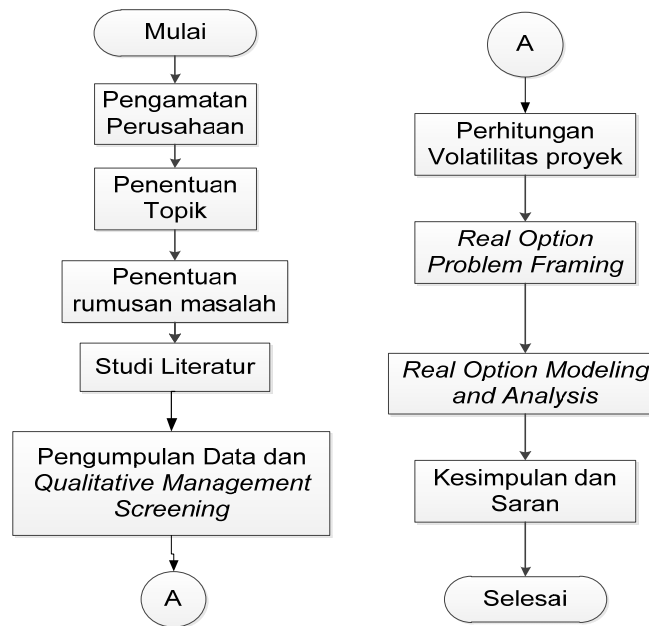 Mulai
Pengamatan
Perusahaan
Penentuan
Topik
Penentuan
rumusan masalah
Studi Literatur
Pengumpulan Data dan
Qualitative Management
Screening
A
A
Perhitungan
Volatilitas proyek
Real Option
Problem Framing
Real Option Modeling
and Analysis
Kesimpulan dan
Saran
Selesai